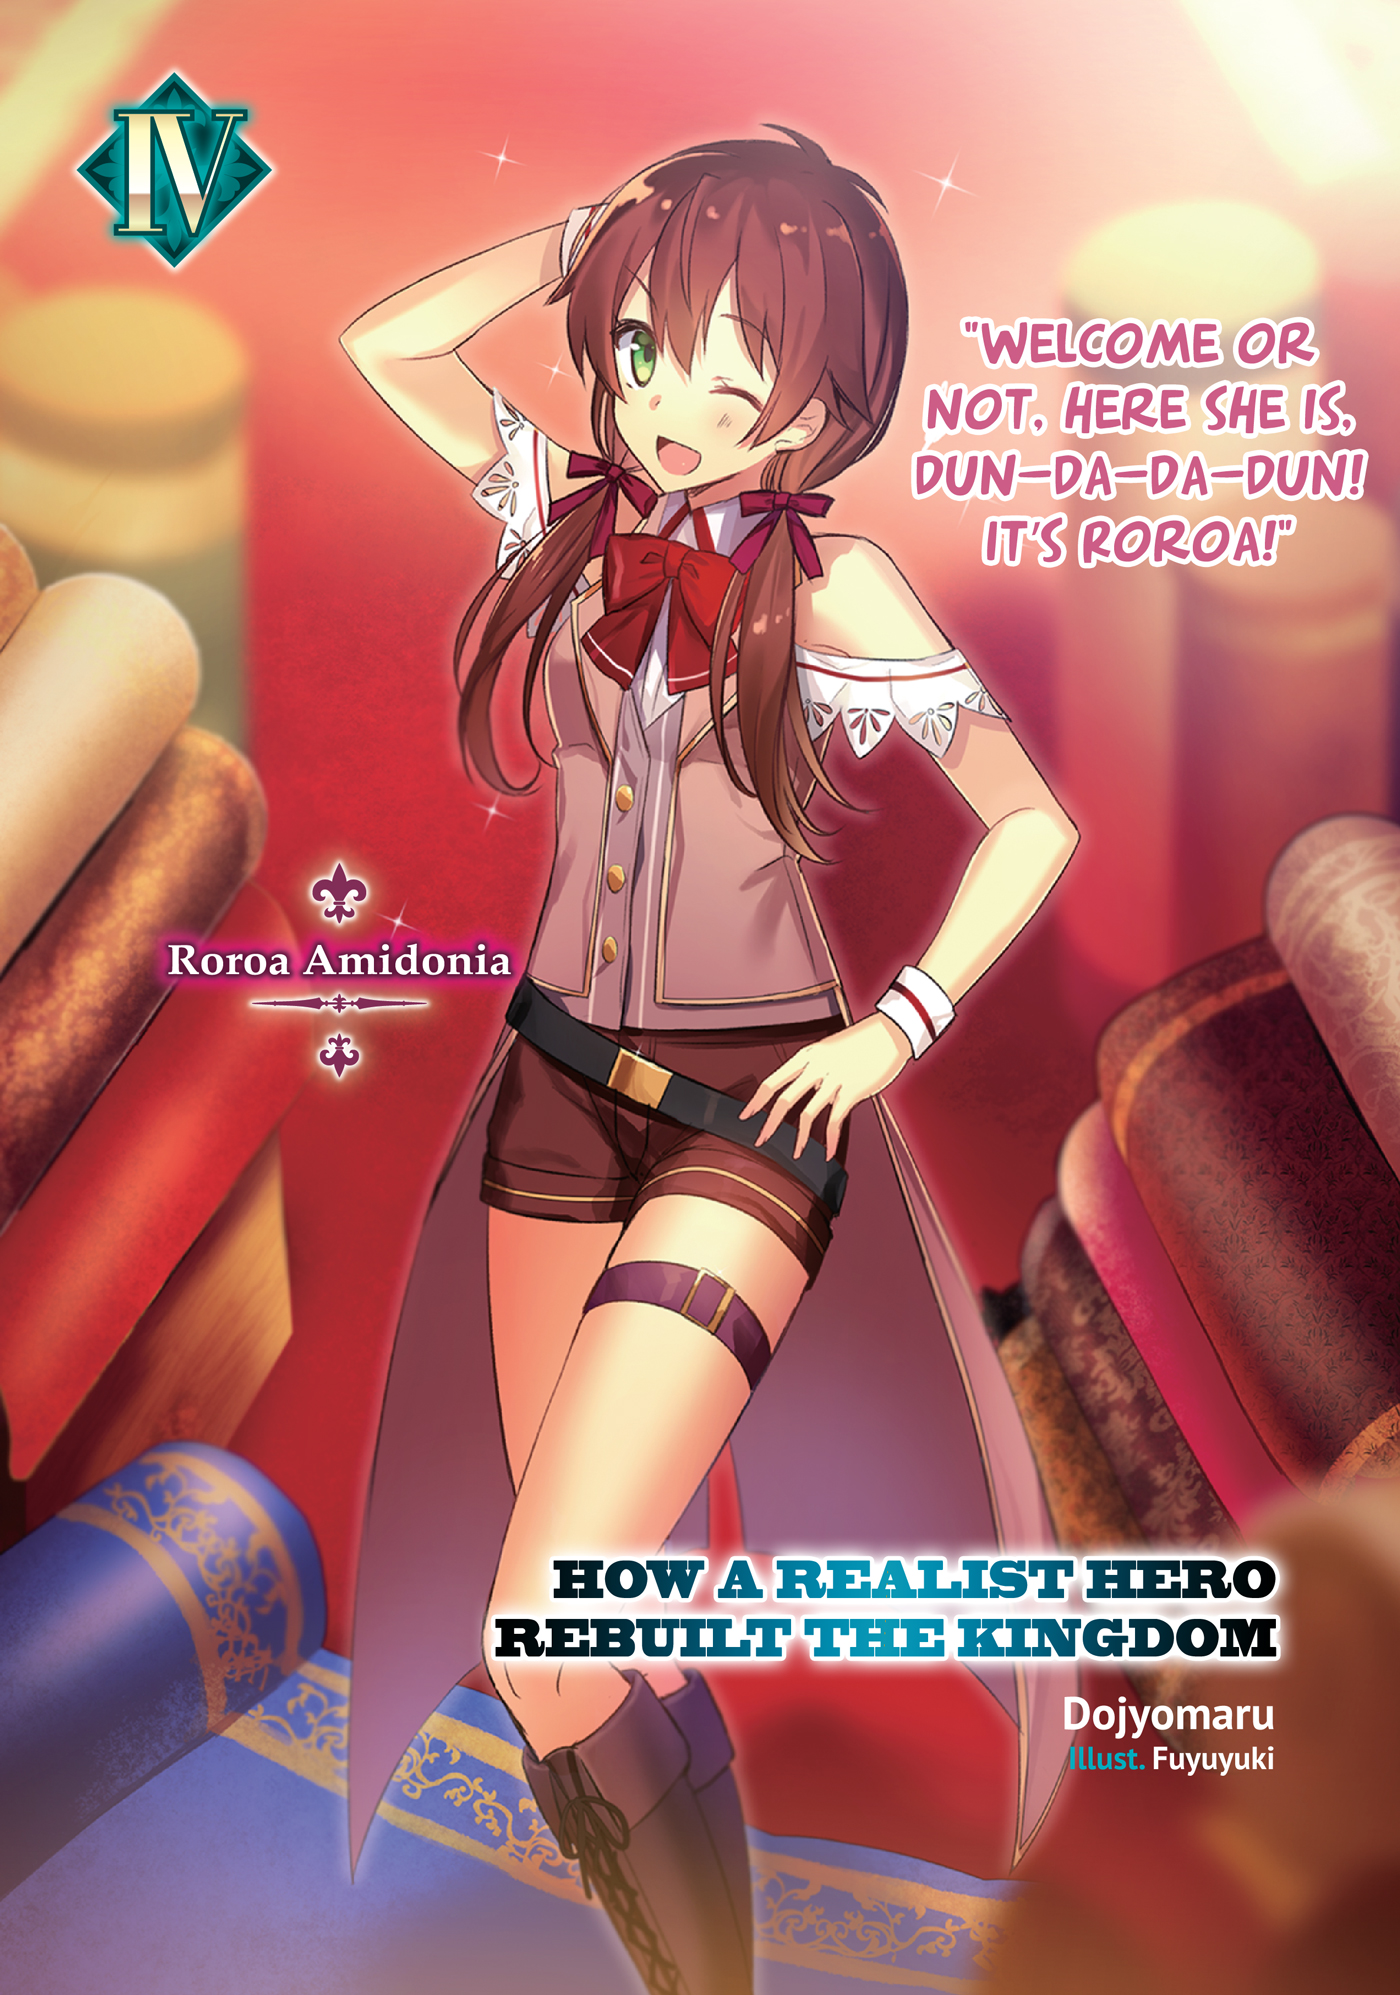 IV
"WELCOME OR
NOT, HERE SHE IS,
DUN-DA-DA-DUN!
IT'S ROROA!"
Roroa Amidonia
HOW A REALIST HERO
REBUILT THE KINGDOM
Dojyomaru
Illust. Fuyuyuki